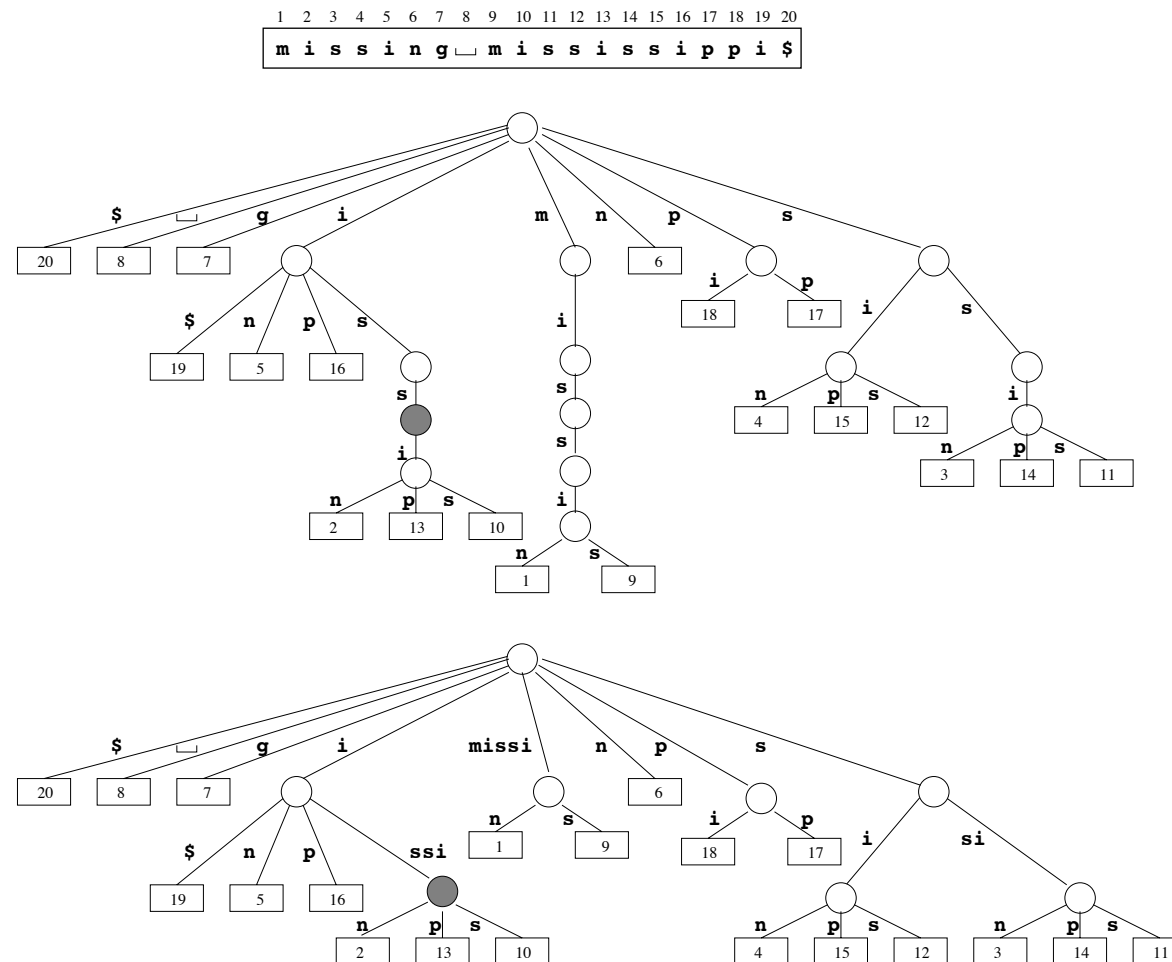 1 2 3 4 5 6 7 8 9 10 11 12 13 14 15 16 17 18 19 20
m i s s i n g ⎵ m i s s i s s i p p i $
$ ⎵ g i m n p s
20 8 7 6
i p
18 17
$ n p s i i s
19 5 16
s s i
n p s
4 15 12
s
i
n p s
3 14 11
i
n p s
2 13 10
i
n s
1 9
$ ⎵ g i missi n p s
20 8 7 6
n s i p
1 9 18 17
$ n p ssi i si
19 5 16
n p s n p s n p s
2 13 10 4 15 12 3 14 11